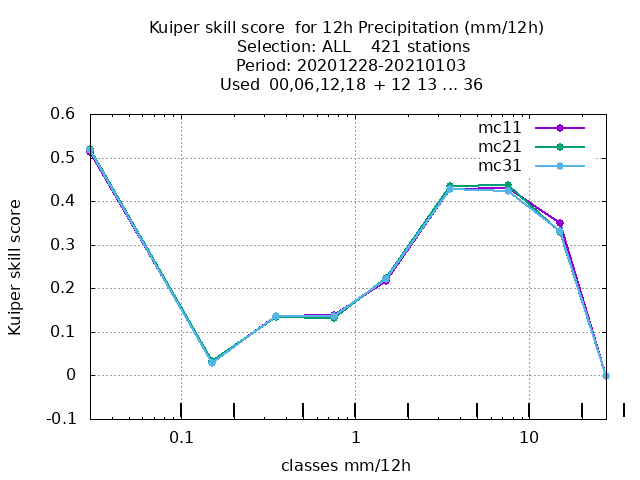 Kuiper skill score  for 12h Precipitation (mm/12h)
Selection: ALL    421 stations
Period: 20201228-20210103
Used  00,06,12,18  + 12 13 ... 36
mc11
mc21
mc31
Kuiper skill score
0.6
0.5
0.4
0.3
0.2
0.1
0
-0.1
0.1
1
10
classes mm/12h